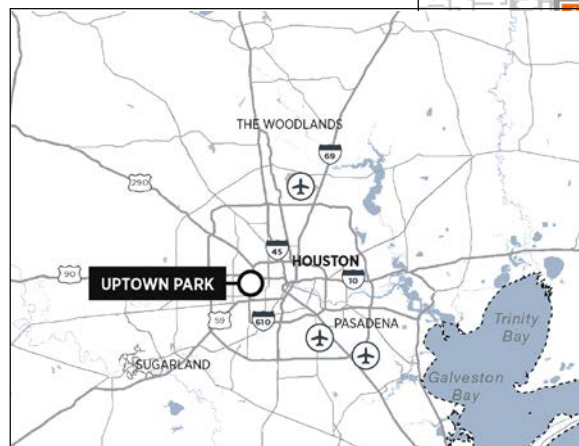 THE WOODLANDS
69
290
45
HOUSTON
90
UPTOWN PARK
10
59
610
PASADENA
Trinity
Bay
SUGARLAND
Galveston
Bay